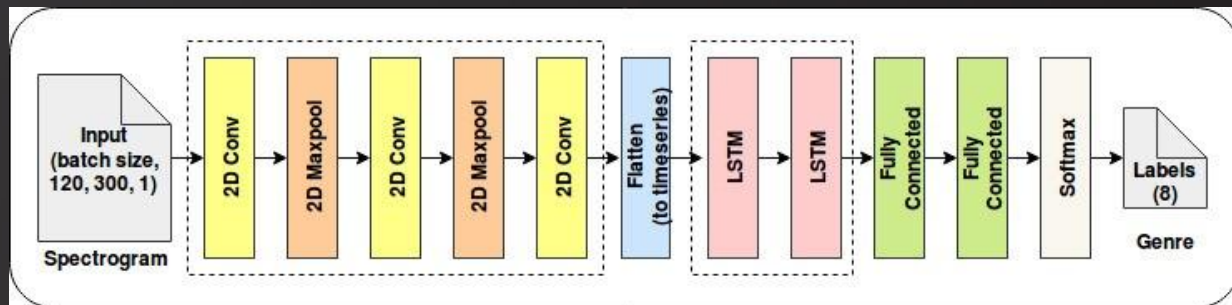 Input
(batch size,
120, 300, 1)
Spectrogram
2D Conv
2D Maxpool
2D Conv
2D Maxpool
2D Conv
Flatten
(to timeseries)
LSTM
LSTM
Fully
Connected
Fully
Connected
Softmax
Labels
(8)
Genre